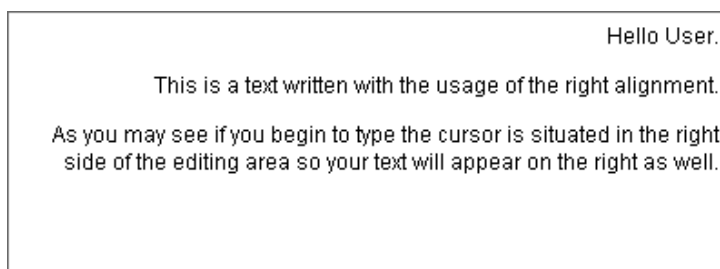 Hello User.
This is a text written with the usage of the right alignment.
As you may see if you begin to type the cursor is situated in the right
side of the editing area so your text will appear on the right as well.